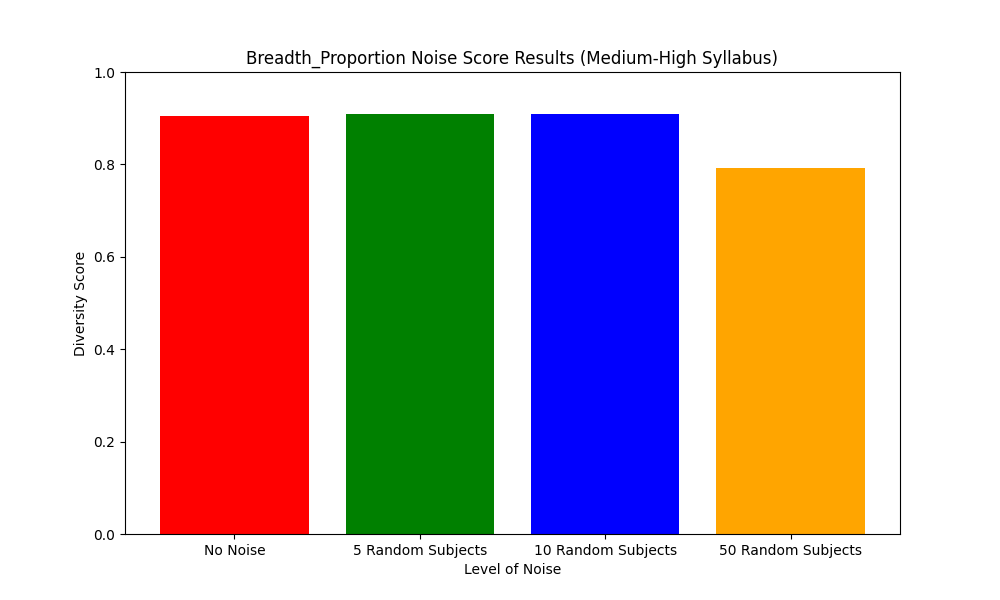 Breadth_Proportion Noise Score Results (Medium-High Syllabus)
1.0
0.8
0.6
0.4
0.2
0.0
Diversity Score
No Noise
5 Random Subjects
10 Random Subjects
50 Random Subjects
Level of Noise